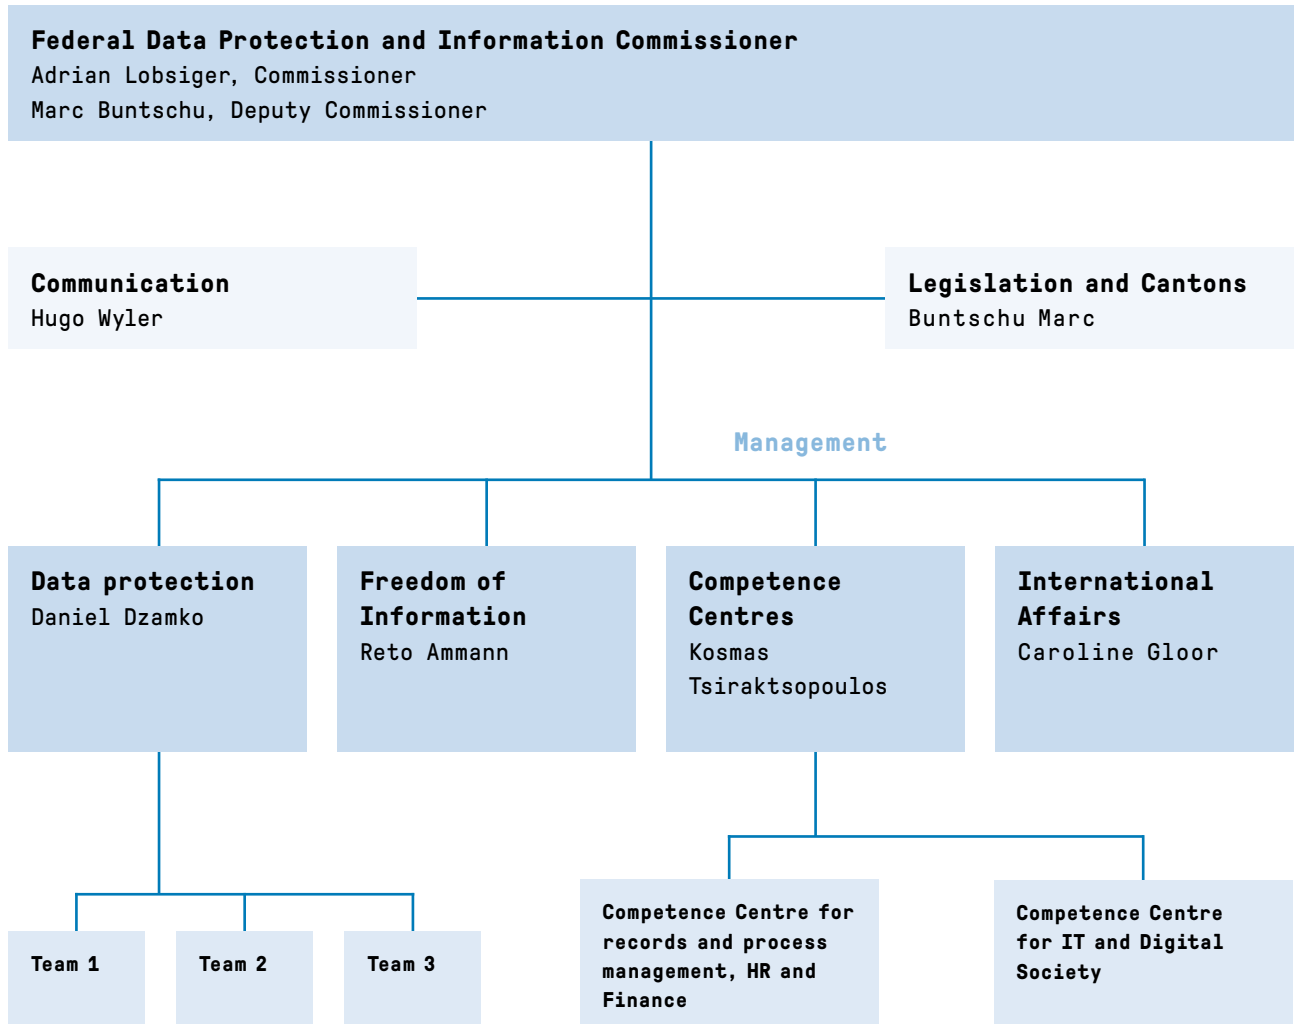 Federal Data Protection and Information Commissioner
Adrian Lobsiger, Commissioner
Marc Buntschu, Deputy Commissioner
Communication
Hugo Wyler
Legislation and Cantons
Buntschu Marc
Management
Data protection
Daniel Dzamko
Freedom of
Information
Reto Ammann
Competence
Centres
Kosmas
Tsiraktsopoulos
International
Affairs
Caroline Gloor
Team 1
Team 2
Team 3
Competence Centre for
records and process
management, HR and
Finance
Competence Centre
for IT and Digital
Society